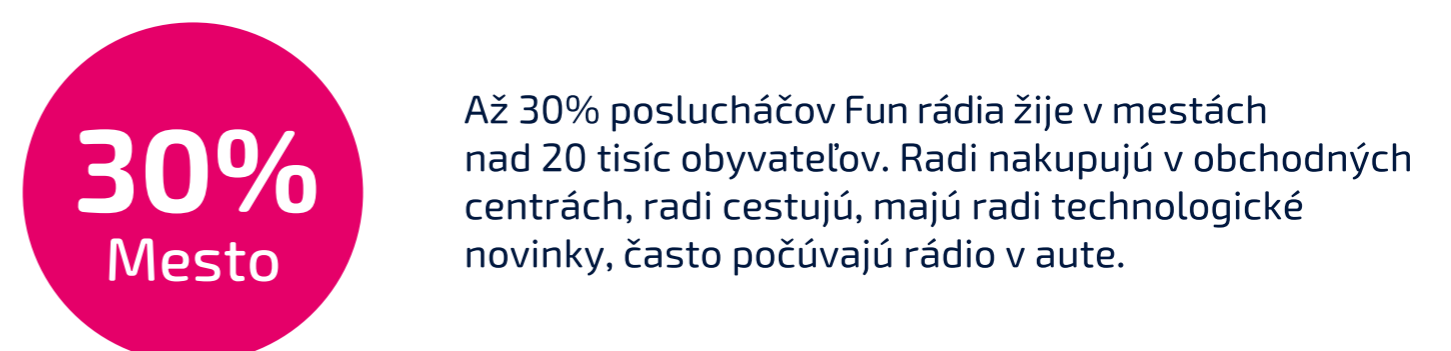 30%
Mesto
Až 30% poslucháčov Fun rádia žije v mestách
nad 20 tisíc obyvateľov. Radi nakupujú v obchodných
centrách, radi cestujú, majú radi technologické
novinky, často počúvajú rádio v aute.